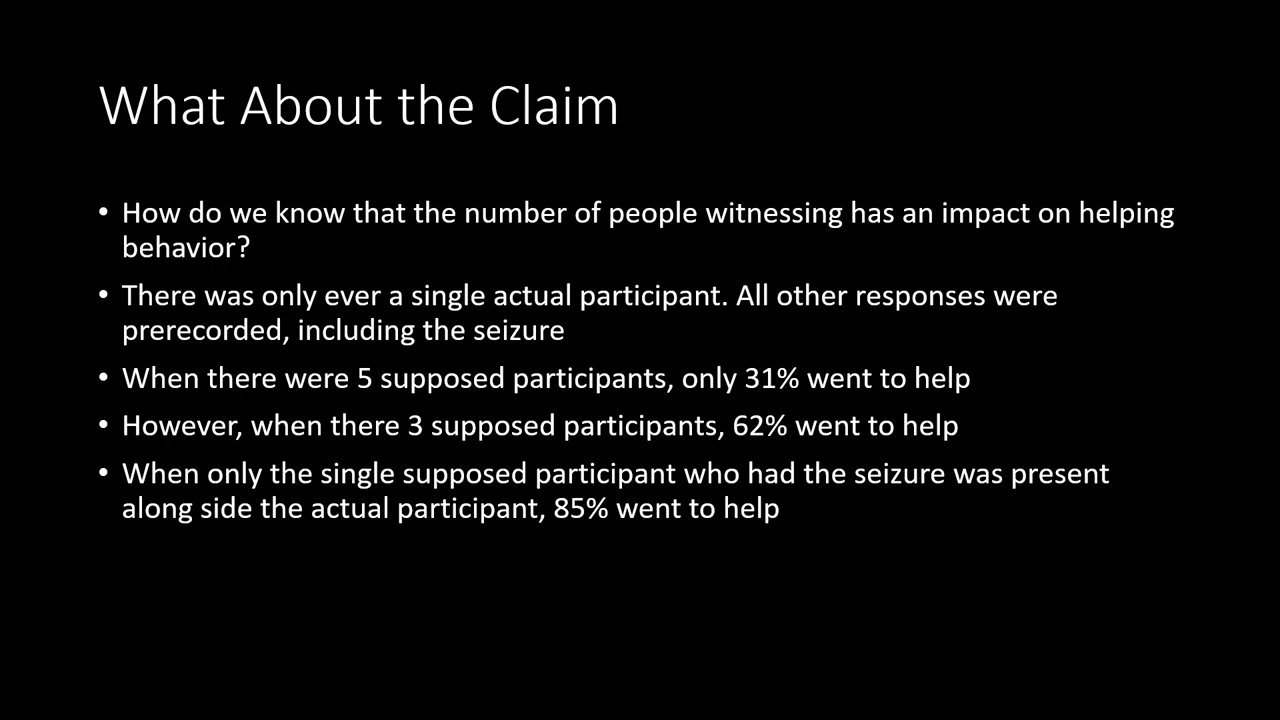 What About the Claim
• How do we know that the number of people witnessing has an impact on helping
behavior?
• There was only ever a single actual participant. All other responses were
prerecorded, including the seizure
• When there were 5 supposed participants, only 31% went to help
• However, when there 3 supposed participants, 62% went to help
• When only the single supposed participant who had the seizure was present
along side the actual participant, 85% went to help